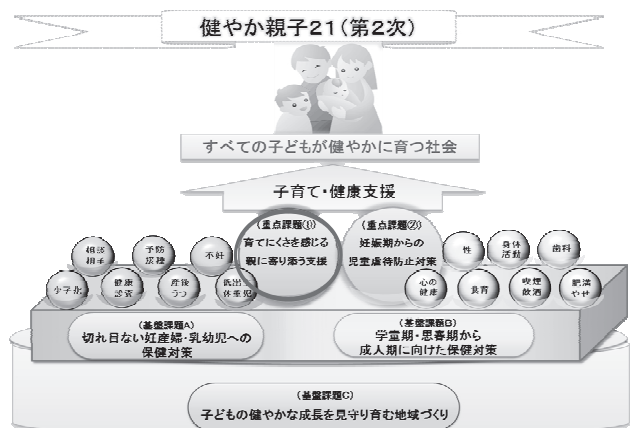 健やか親子21(第2次)
すべての子どもが健やかに育つ社会
子育て・健康支援
(重点課題①)
育てにくさを感じる
親に寄り添う支援
(重点課題②)
妊娠期からの
児童虐待防止対策
相談
相手
予防
接種
不妊
少子化
健康
診査
産後
うつ
低出生
体重児
性
身体
活動
歯科
心の
健康
食育
喫煙
飲酒
肥満
やせ
(基盤課題A)
切れ目ない妊産婦・乳幼児への
保健対策
(基盤課題B)
学童期・思春期から
成人期に向けた保健対策
(基盤課題C)
子どもの健やかな成長を見守り育む地域づくり